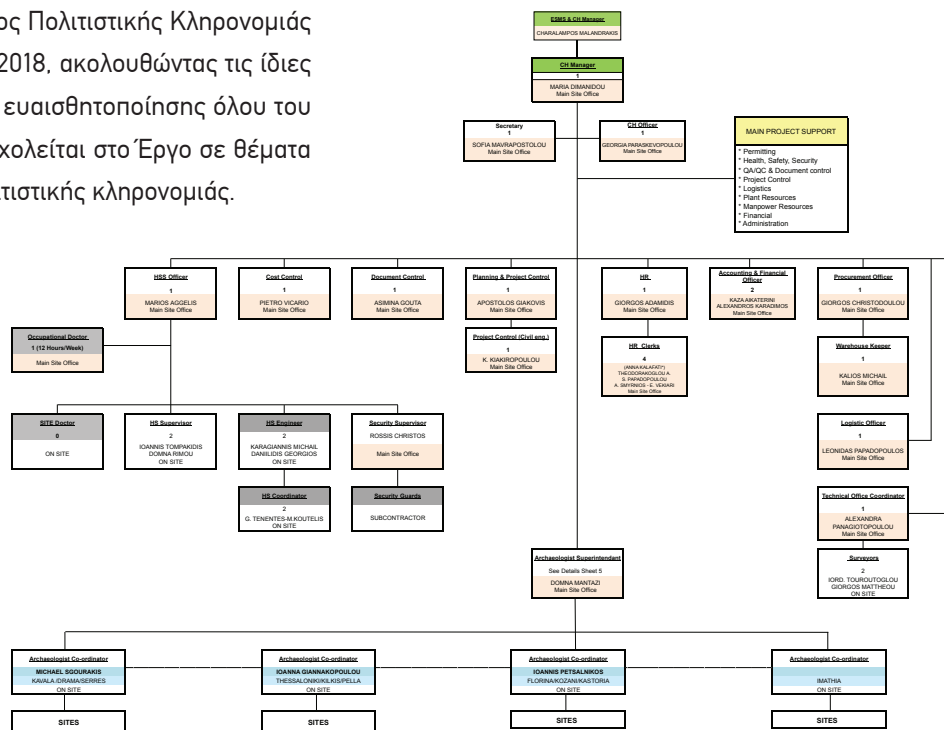 ος Πολιτιστικής Κληρονομιάς
2018, ακολουθώντας τις ίδιες
ευαισθητοποίησης όλου του
χολείται στο Έργο σε θέματα
τιστικής κληρονομιάς.
ESMS & CH Manager
CHARALAMPOS MALANDRAKIS
CH Manager
1
MARIA DIMANIDOU
Main Site Office
Secretary
1
SOFIA MAVRAPOSTOLOU
Main Site Office
CH Officer
1
GEORGIA PARASKEVOPOULOU
Main Site Office
MAIN PROJECT SUPPORT
* Permitting
* Health, Safety, Security
* QA/QC & Document control
* Project Control
* Logistics
* Plant Resources
* Manpower Resources
* Financial
* Administration
HSS Officer
1
MARIOS AGGELIS
Main Site Office
Cost Control
1
PIETRO VICARIO
Main Site Office
Document Control
1
ASIMINA GOUTA
Main Site Office
Planning & Project Control
1
APOSTOLOS GIAKOVIS
Main Site Office
HR
1
GIORGOS ADAMIDIS
Main Site Office
Accounting & Financial
Officer
2
KAZA AIKATERINI
ALEXANDROS KARADIMOS
Main Site Office
Procurement Officer
1
GIORGOS CHRISTODOULOU
Main Site Office
Occupational Doctor
1 (12 Hours/Week)
Main Site Office
Project Control (Civil eng.)
1
K. KIAKIROPOULOU
Main Site Office
HR Clerks
4
(ANNA KALAFATI*)
THEODORAKOGLOU A.
S. PAPADOPOULOU
A. SMYRNIOS - E. VEKIARI
Main Site Office
Warehouse Keeper
1
KALIOS MICHAIL
Main Site Office
SITE Doctor
0
ON SITE
HS Supervisor
2
IOANNIS TOMPAKIDIS
DOMNA RIMOU
ON SITE
HS Engineer
2
KARAGIANNIS MICHAIL
DANIILIDIS GEORGIOS
ON SITE
Security Supervisor
ROSSIS CHRISTOS
Main Site Office
Logistic Officer
1
LEONIDAS PAPADOPOULOS
Main Site Office
HS Coordinator
2
G. TENENTES-M.KOUTELIS
ON SITE
Security Guards
SUBCONTRACTOR
Technical Office Coordinator
1
ALEXANDRA
PANAGIOTOPOULOU
Main Site Office
Archaeologist Superintendant
See Details Sheet 5
DOMNA MANTAZI
Main Site Office
Surveyors
2
IORD. TOUROUTOGLOU
GIORGOS MATTHEOU
ON SITE
Archaeologist Co-ordinator
MICHAEL SGOURAKIS
KAVALA /DRAMA/SERRES
ON SITE
Archaeologist Co-ordinator
IOANNA GIANNAKOPOULOU
THESSALONIKI/KILKIS/PELLA
ON SITE
Archaeologist Co-ordinator
IOANNIS PETSALNIKOS
FLORINA/KOZANI/KASTORIA
ON SITE
Archaeologist Co-ordinator
IMATHIA
ON SITE
SITES
SITES
SITES
SITES